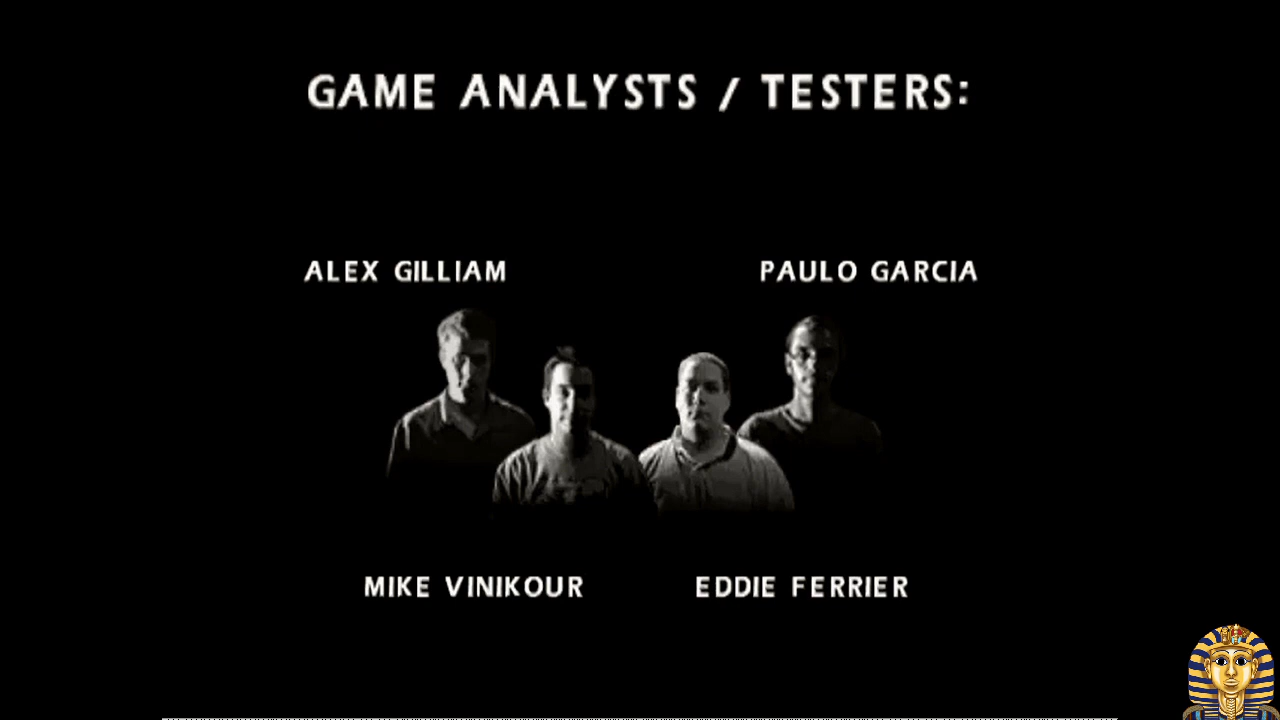 GAME ANALYSTS / TESTERS:
ALEX GILLIAM
PAULO GARCIA
MIKE VINIKOUR
EDDIE FERRIER